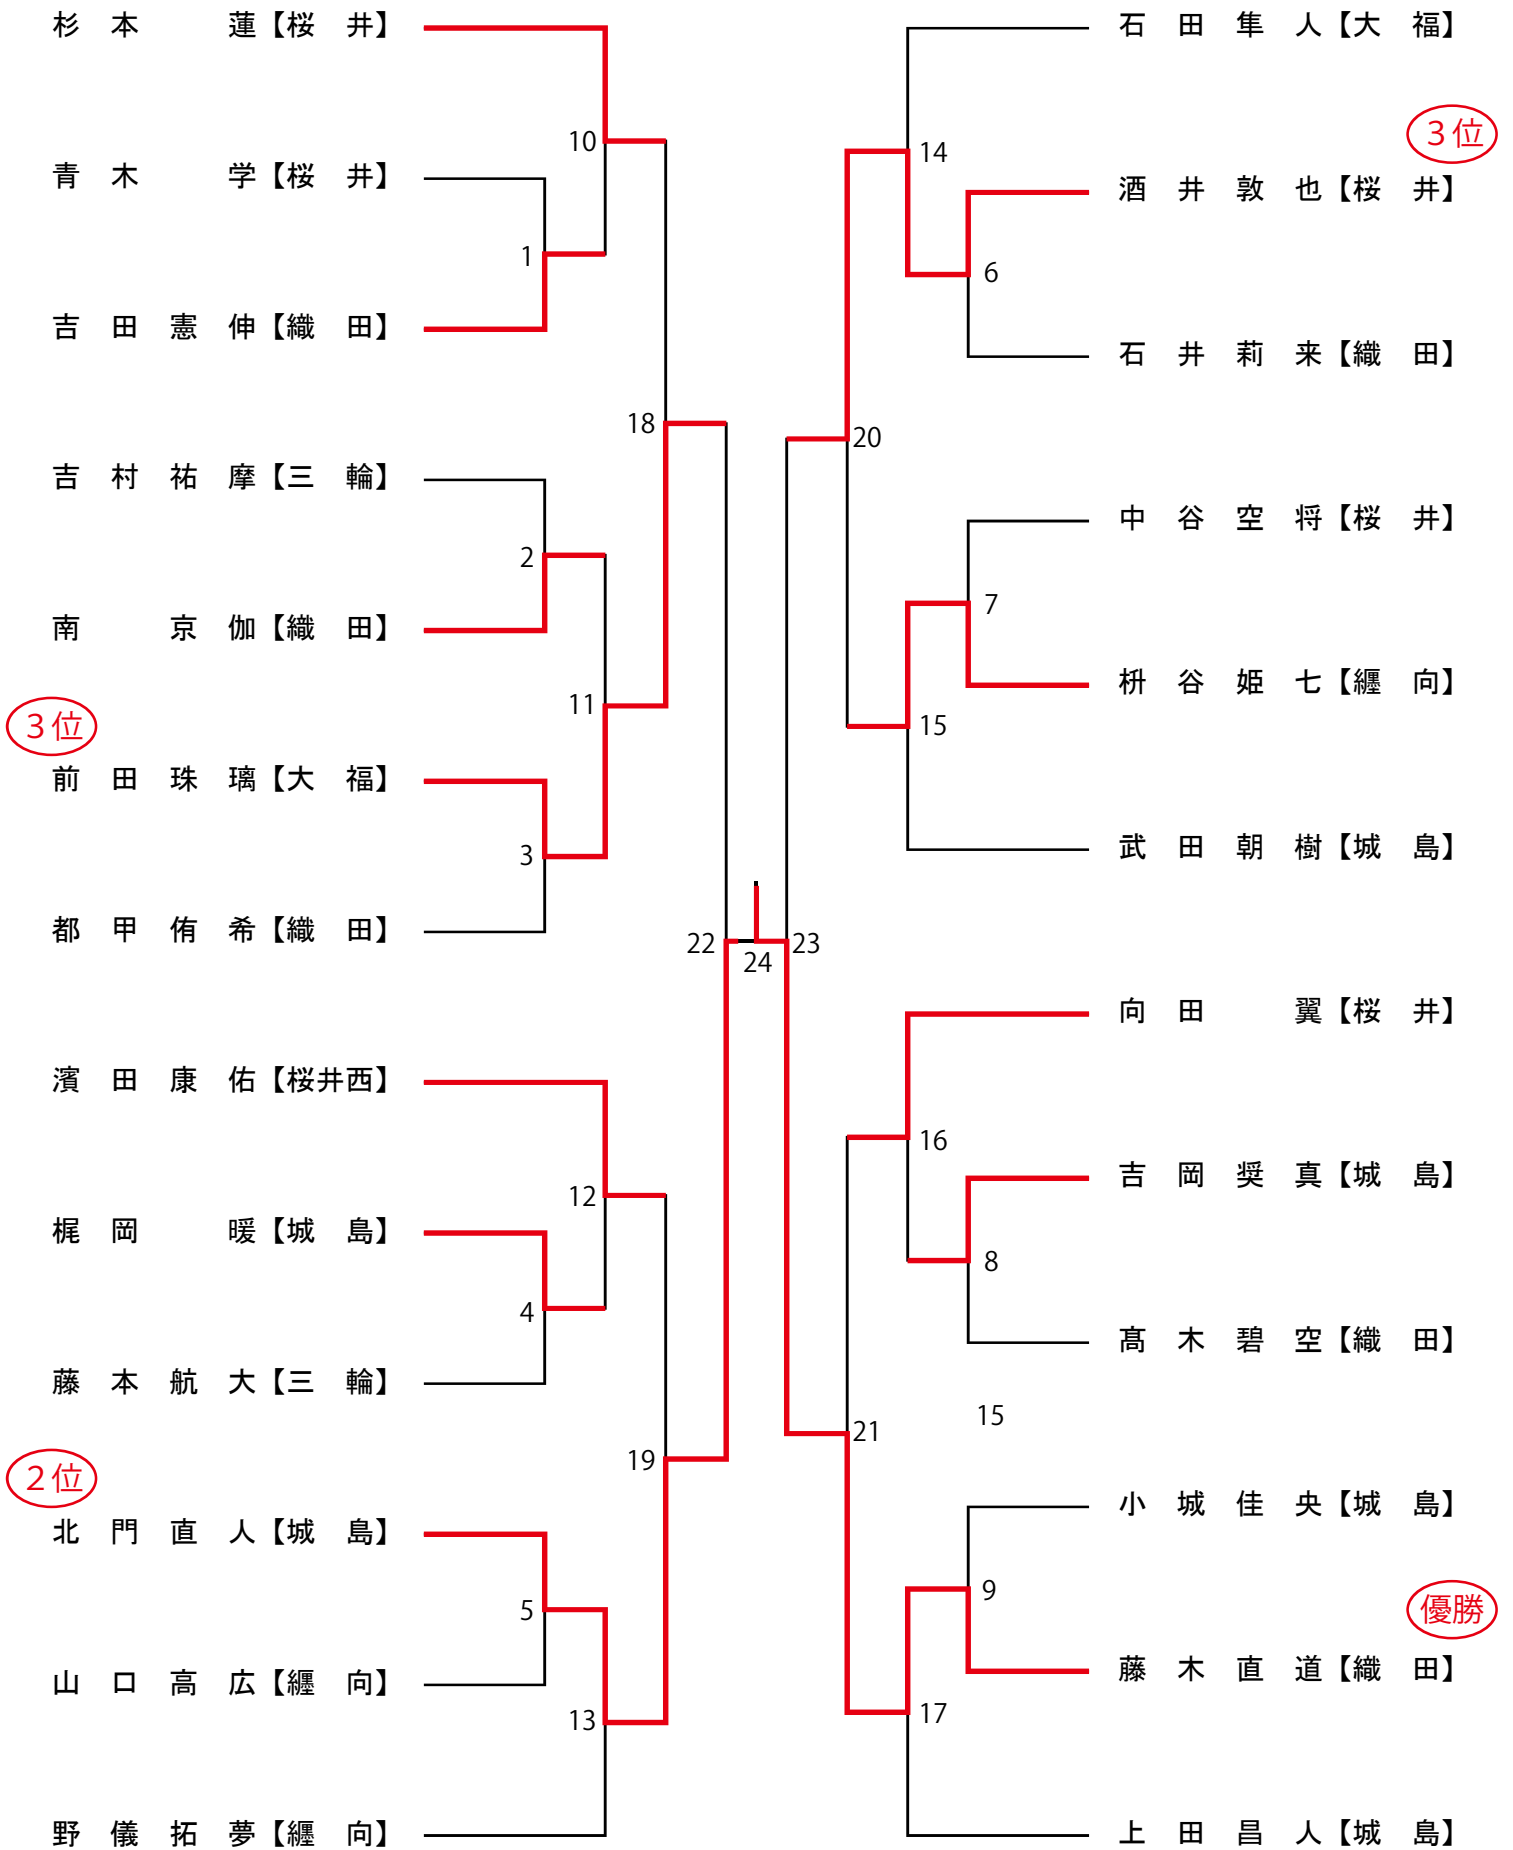 杉本　蓮【桜井】
10
青木　学【桜井】
1
吉田憲伸【織田】
18
吉村祐摩【三輪】
2
南　京伽【織田】
11
３位
前田珠璃【大福】
3
都甲侑希【織田】
22
24
23
濱田康佑【桜井西】
12
梶岡　暖【城島】
4
藤本航大【三輪】
19
２位
北門直人【城島】
5
山口高広【纒向】
13
野儀拓夢【纒向】
石田隼人【大福】
３位
14
酒井敦也【桜井】
6
石井莉来【織田】
20
中谷空将【桜井】
7
枡谷姫七【纒向】
15
武田朝樹【城島】
向田　翼【桜井】
16
吉岡奨真【城島】
8
髙木碧空【織田】
15
21
小城佳央【城島】
9
優勝
藤木直道【織田】
17
上田昌人【城島】